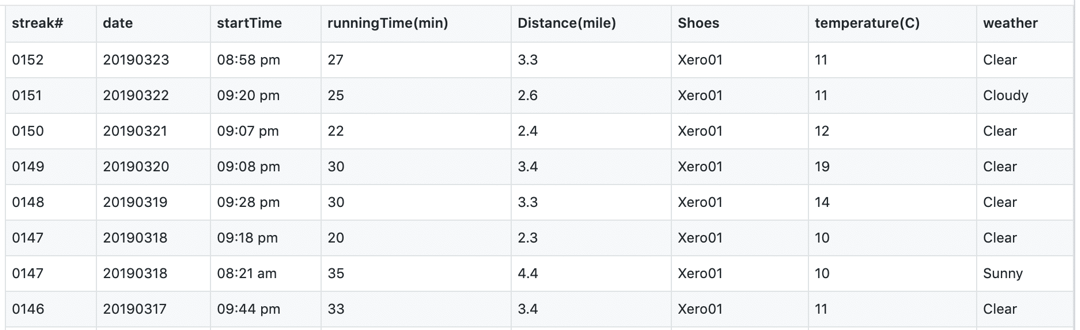 streak# date startTime runningTime(min) Distance(mile) Shoes temperature(C) weather
0152 20190323 08:58 pm 27 3.3 Xero01 11 Clear
0151 20190322 09:20 pm 25 2.6 Xero01 11 Cloudy
0150 20190321 09:07 pm 22 2.4 Xero01 12 Clear
0149 20190320 09:08 pm 30 3.4 Xero01 19 Clear
0148 20190319 09:28 pm 30 3.3 Xero01 14 Clear
0147 20190318 09:18 pm 20 2.3 Xero01 10 Clear
0147 20190318 08:21 am 35 4.4 Xero01 10 Sunny
0146 20190317 09:44 pm 33 3.4 Xero01 11 Clear